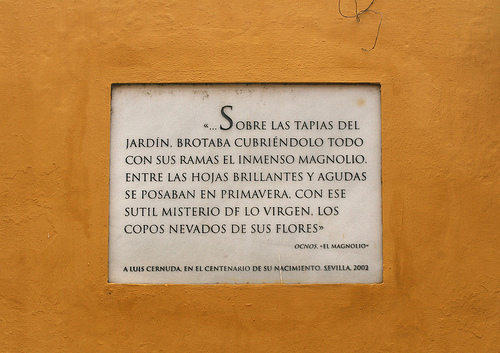 «... SOBRE LAS TAPIAS DEL
JARDÍN, BROTABA CUBRIÉNDOLO TODO
CON SUS RAMAS EL INMENSO MAGNOLIO.
ENTRE LAS HOJAS BRILLANTES Y AGUDAS
SE POSABAN EN PRIMAVERA, CON ESE
SUTIL MISTERIO DE LO VIRGEN, LOS
COPOS NEVADOS DE SUS FLORES»
OCNOS. «EL MAGNOLIO»
A LUIS CERNUDA, EN EL CENTENARIO DE SU NACIMIENTO. SEVILLA, 2002